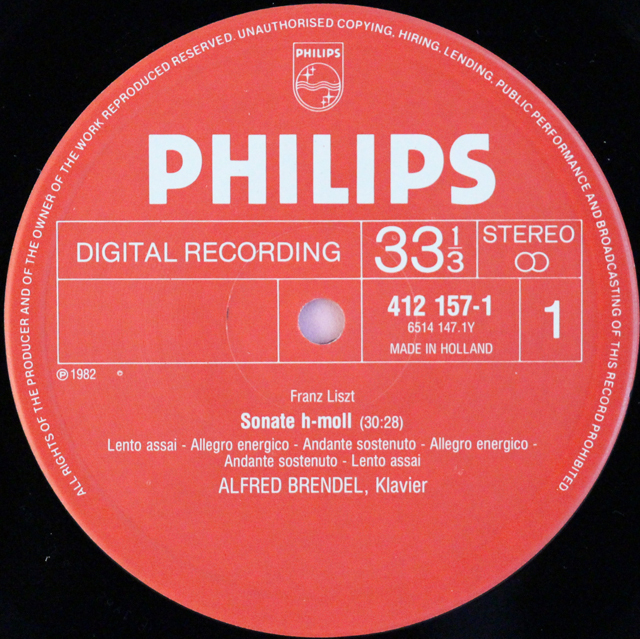 ALL RIGHTS OF THE PRODUCER AND OF THE OWNER OF THE WORK REPRODUCED RESERVED. UNAUTHORISED COPYING, HIRING, LENDING, PUBLIC PERFORMANCE AND BROADCASTING OF THIS RECORD PROHIBITED.
PHILIPS
PHILIPS
DIGITAL RECORDING
33 1/3
STEREO
412 157-1
6514 147.1Y
MADE IN HOLLAND
1
℗ 1982
Franz Liszt
Sonate h-moll (30:28)
Lento assai - Allegro energico - Andante sostenuto - Allegro energico -
Andante sostenuto - Lento assai
ALFRED BRENDEL, Klavier